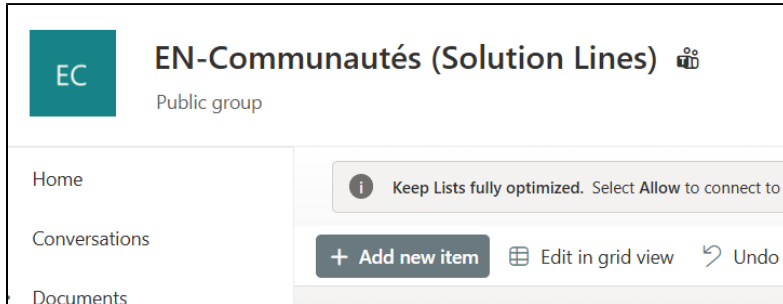 EC
EN-Communautés (Solution Lines)
Public group
Home
Keep Lists fully optimized. Select Allow to connect to
Conversations
+ Add new item Edit in grid view Undo
Documents